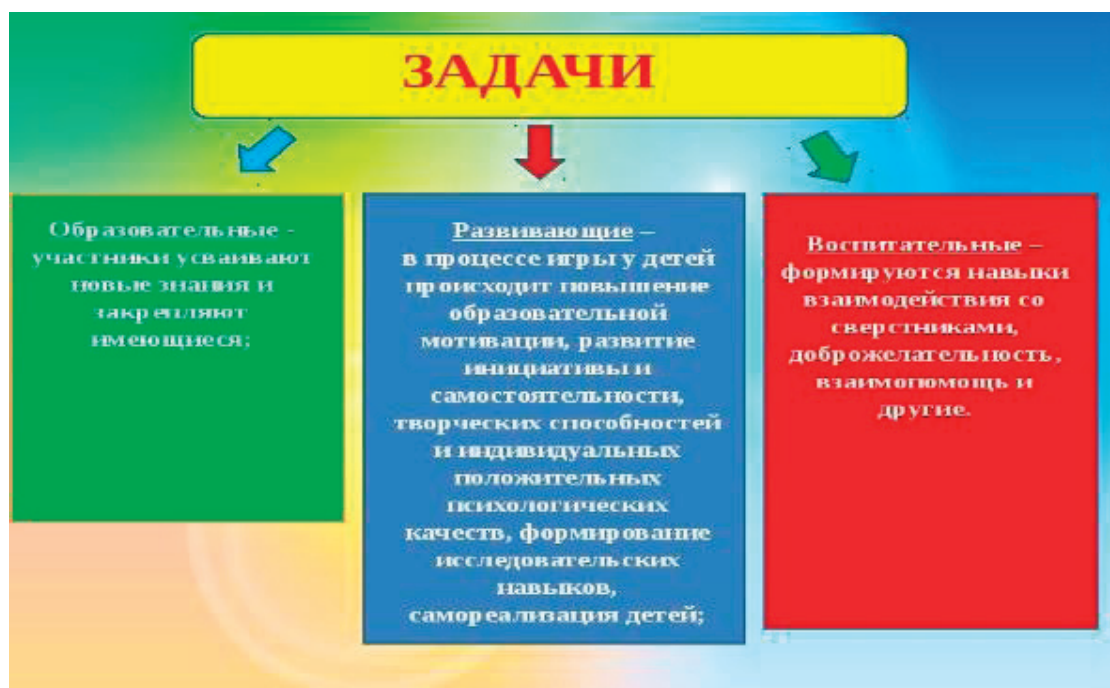 ЗАДАЧИ
Образовательные -
участники усваивают
новые знания и
закрепляют
имеющиеся;
Развивающие –
в процессе игры у детей
происходит повышение
образовательной
мотивации, развитие
инициативы и
самостоятельности,
творческих способностей
и индивидуальных
положительных
психологических
качеств, формирование
исследовательских
навыков,
самореализация детей;
Воспитательные –
формируются навыки
взаимодействия со
сверстниками,
доброжелательность,
взаимопомощь и
другие.